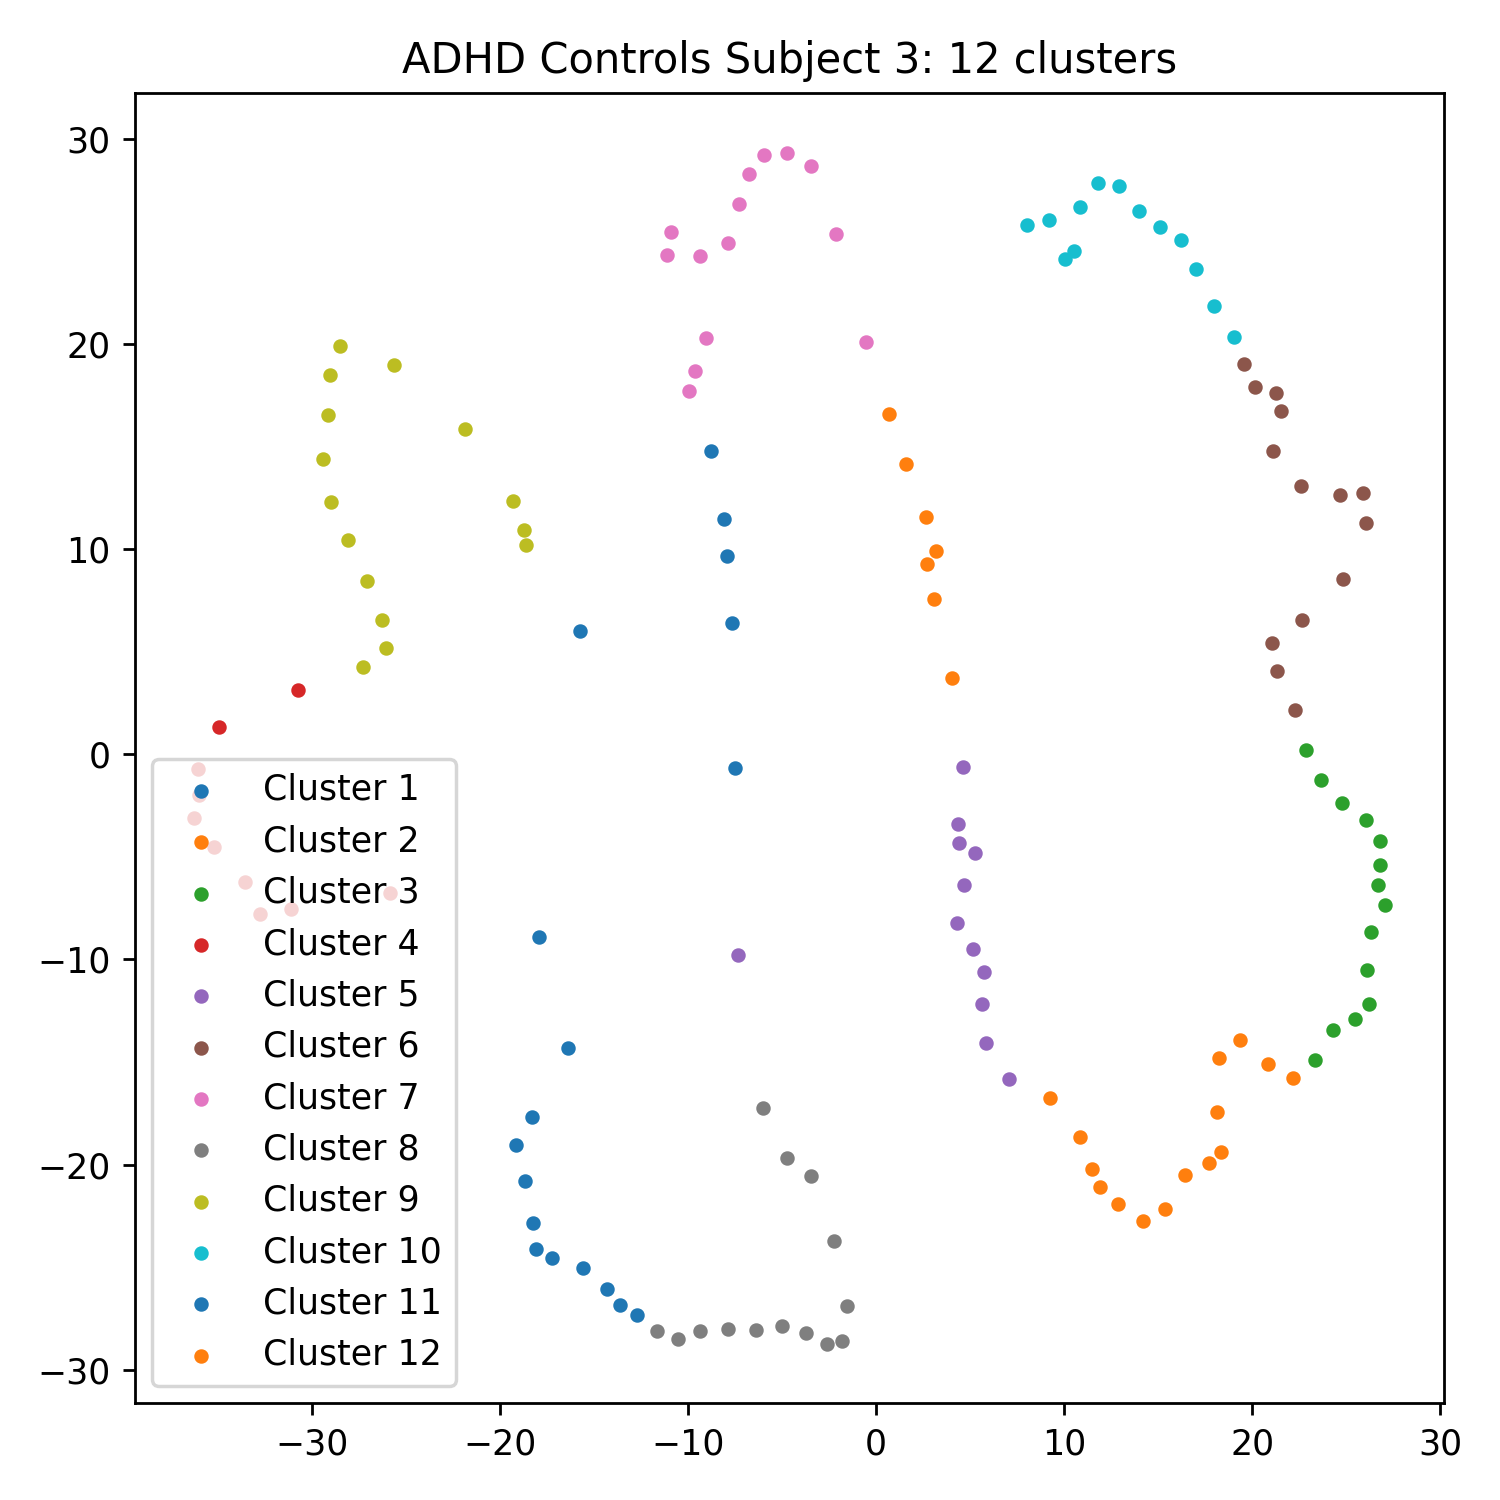 ADHD Controls Subject 3: 12 clusters
30
20
10
0
−10
−20
−30
Cluster 1
Cluster 2
Cluster 3
Cluster 4
Cluster 5
Cluster 6
Cluster 7
Cluster 8
Cluster 9
Cluster 10
Cluster 11
Cluster 12
−30 −20 −10 0 10 20 30